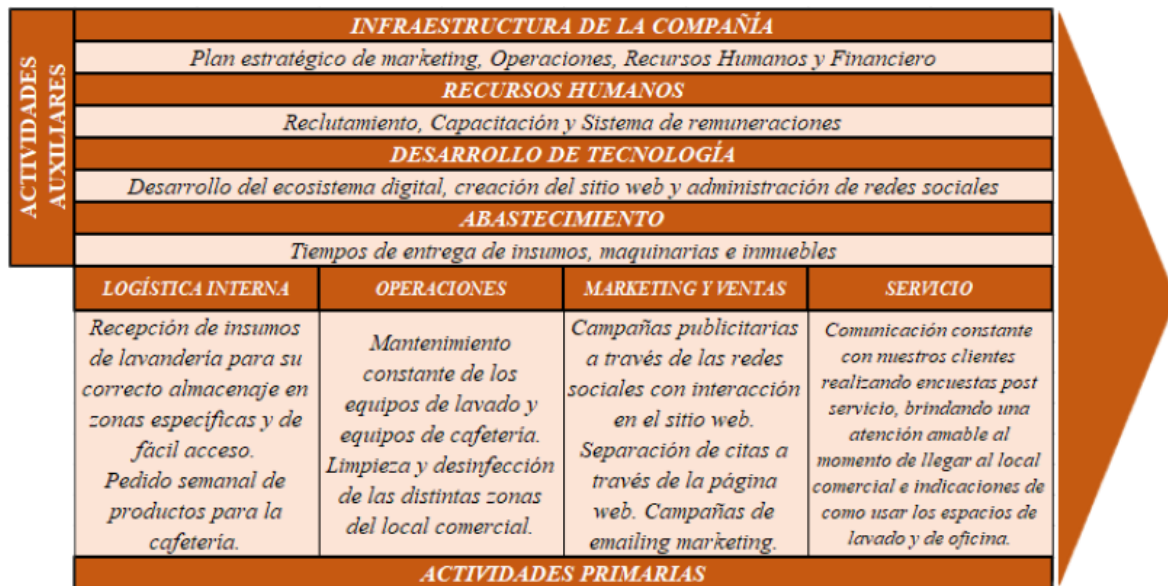 ACTIVIDADES
AUXILIARES
INFRAESTRUCTURA DE LA COMPAÑÍA
Plan estratégico de marketing, Operaciones, Recursos Humanos y Financiero
RECURSOS HUMANOS
Reclutamiento, Capacitación y Sistema de remuneraciones
DESARROLLO DE TECNOLOGÍA
Desarrollo del ecosistema digital, creación del sitio web y administración de redes sociales
ABASTECIMIENTO
Tiempos de entrega de insumos, maquinarias e inmuebles
LOGÍSTICA INTERNA
Recepción de insumos
de lavandería para su
correcto almacenaje en
zonas específicas y de
fácil acceso.
Pedido semanal de
productos para la
cafetería.
OPERACIONES
Mantenimiento
constante de los
equipos de lavado y
equipos de cafetería.
Limpieza y desinfección
de las distintas zonas
del local comercial.
MARKETING Y VENTAS
Campañas publicitarias
a través de las redes
sociales con interacción
en el sitio web.
Separación de citas a
través de la página
web. Campañas de
emailing marketing.
SERVICIO
Comunicación constante
con nuestros clientes
realizando encuestas post
servicio, brindando una
atención amable al
momento de llegar al local
comercial e indicaciones de
como usar los espacios de
lavado y de oficina.
ACTIVIDADES PRIMARIAS